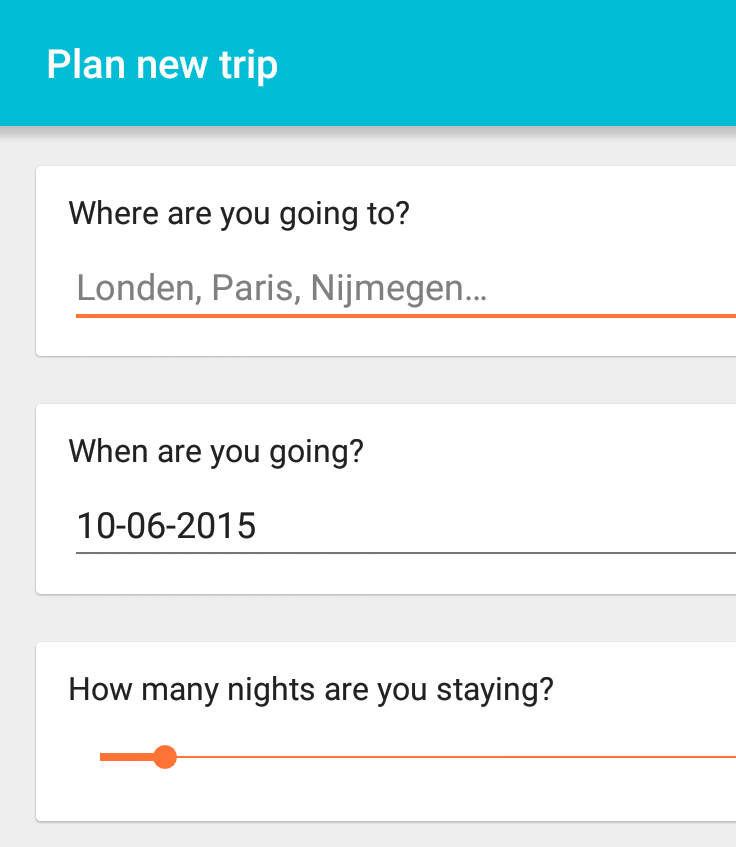 Plan new trip
Where are you going to?
Londen, Paris, Nijmegen...
When are you going?
10-06-2015
How many nights are you staying?